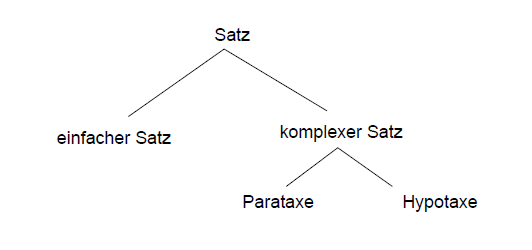 Satz
einfacher Satz
komplexer Satz
Parataxe
Hypotaxe